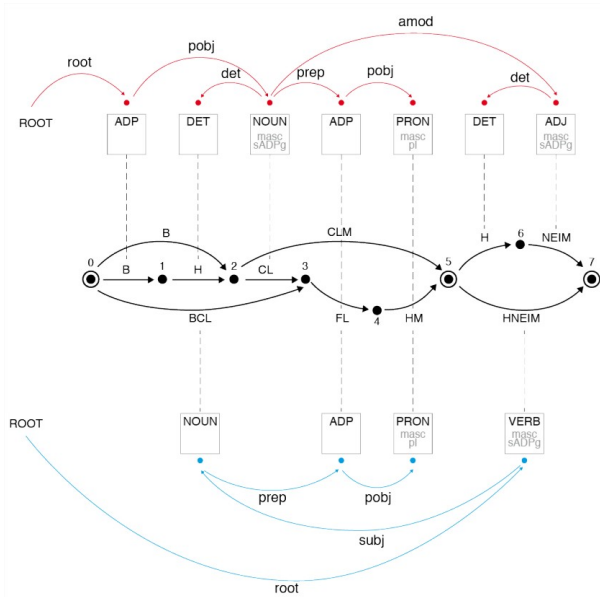 amod
root
pobj
det
prep
pobj
det
ROOT
ADP
DET
NOUN
masc
sADPg
ADP
PRON
masc
pl
DET
ADJ
masc
sADPg
B
CLM
H
6
NEIM
0
B
1
H
2
CL
3
5
7
BCL
FL
4
HM
HNEIM
ROOT
NOUN
ADP
PRON
masc
pl
VERB
masc
sADPg
prep
pobj
subj
root